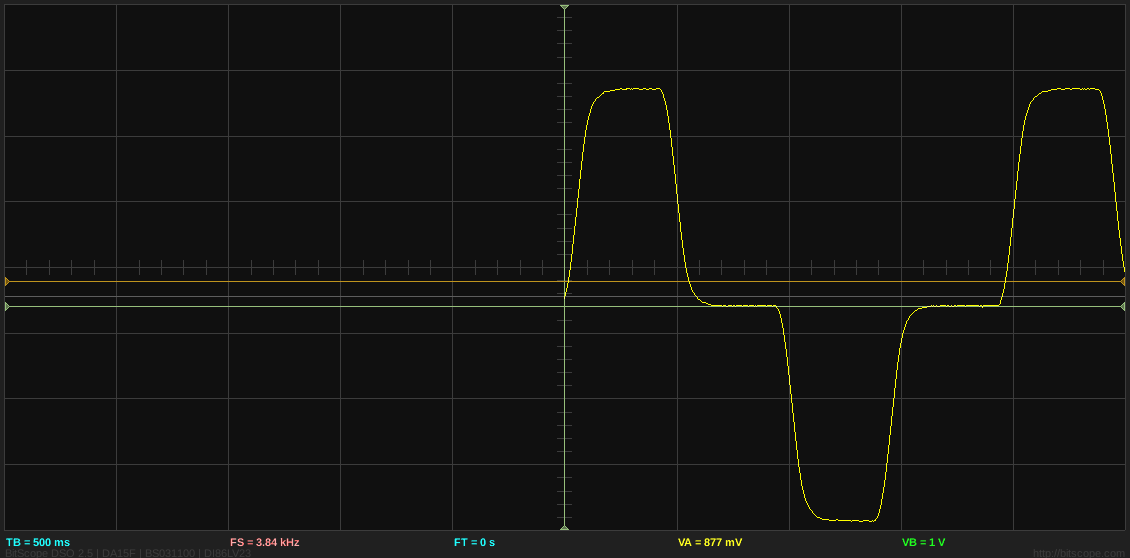 TB = 500 ms FS = 3.84 kHz FT = 0 s VA = 877 mV VB = 1 V
BitScope DSO 2.5 | DA15F | BS031100 | DI86LV23 http://bitscope.com